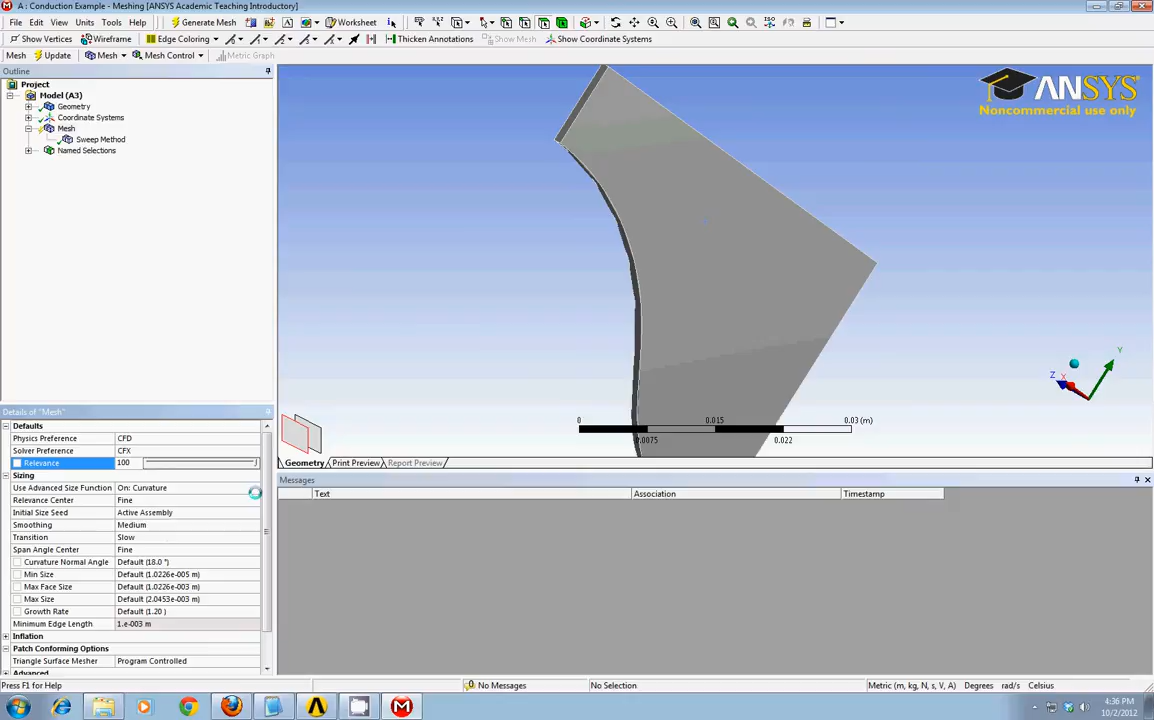 A : Conduction Example - Meshing [ANSYS Academic Teaching Introductory]
File Edit View Units Tools Help Generate Mesh Worksheet
Show Vertices Wireframe Edge Coloring Thicken Annotations Show Mesh Show Coordinate Systems
Mesh Update Mesh Mesh Control Metric Graph
Outline
Project
Model (A3)
Geometry
Coordinate Systems
Mesh
Sweep Method
Named Selections
ANSYS
Noncommercial use only
Y
Z
X
0 0.015 0.03 (m)
0.0075 0.022
Geometry Print Preview Report Preview
Details of "Mesh"
Defaults
Physics Preference CFD
Solver Preference CFX
Relevance 100
Sizing
Use Advanced Size Function On: Curvature
Relevance Center Fine
Initial Size Seed Active Assembly
Smoothing Medium
Transition Slow
Span Angle Center Fine
Curvature Normal Angle Default (18.0 °)
Min Size Default (1.0226e-005 m)
Max Face Size Default (1.0226e-003 m)
Max Size Default (2.0453e-003 m)
Growth Rate Default (1.20 )
Minimum Edge Length 1.e-003 m
Inflation
Patch Conforming Options
Triangle Surface Mesher Program Controlled
Advanced
Messages
Text Association Timestamp
Press F1 for Help No Messages No Selection Metric (m, kg, N, s, V, A) Degrees rad/s Celsius
4:36 PM
10/2/2012